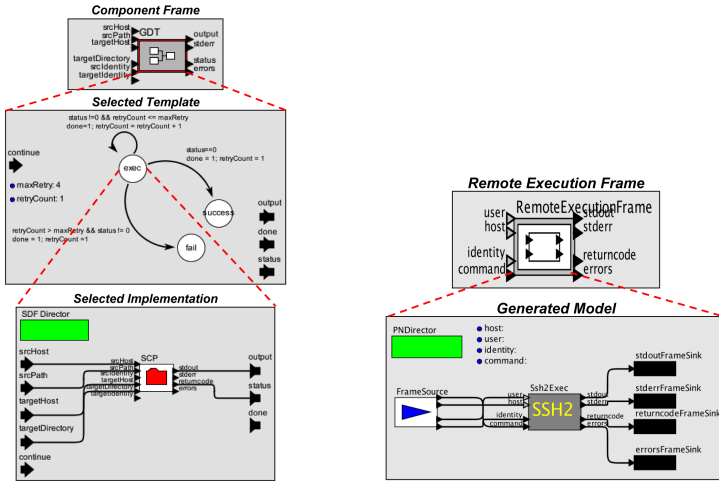 Component Frame
srcHost
srcPath
targetHost
targetDirectory
srcIdentity
targetIdentity
GDT
output
stderr
status
errors
Selected Template
status !=0 && retryCount <= maxRetry
done=1; retryCount = retryCount + 1
continue
maxRetry: 4
retryCount: 1
exec
status==0
done = 1; retryCount = 1
success
fail
retryCount > maxRetry && status != 0
done = 1; retryCount =1
output
done
status
Selected Implementation
SDF Director
srcHost
srcPath
targetHost
targetDirectory
continue
SCP
srcHost
srcPath
srcIdentity
targetHost
targetDirectory
targetIdentity
stdout
stderr
returncode
errors
output
status
done
Remote Execution Frame
RemoteExecutionFrame
user
host
identity
command
stdout
stderr
returncode
errors
Generated Model
PNDirector
host:
user:
identity:
command:
FrameSource
Ssh2Exec
user
host
identity
command
SSH2
stdout
stderr
returncode
errors
stdoutFrameSink
stderrFrameSink
returncodeFrameSink
errorsFrameSink